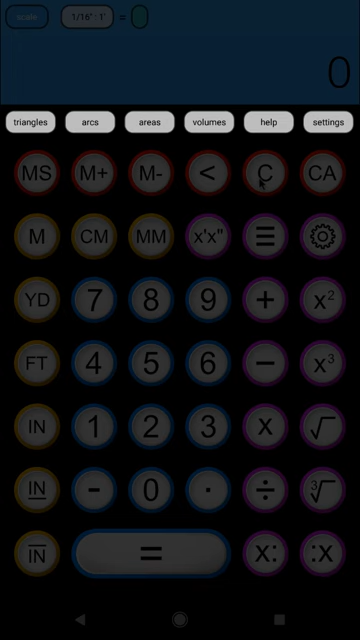 scale 1/16" : 1' =
0
triangles arcs areas volumes help settings
MS M+ M- < C CA
M CM MM x'x"
YD 7 8 9 + x²
FT 4 5 6 − x³
IN 1 2 3 x √
IN - 0 . ÷ ³√
IN = x: :x